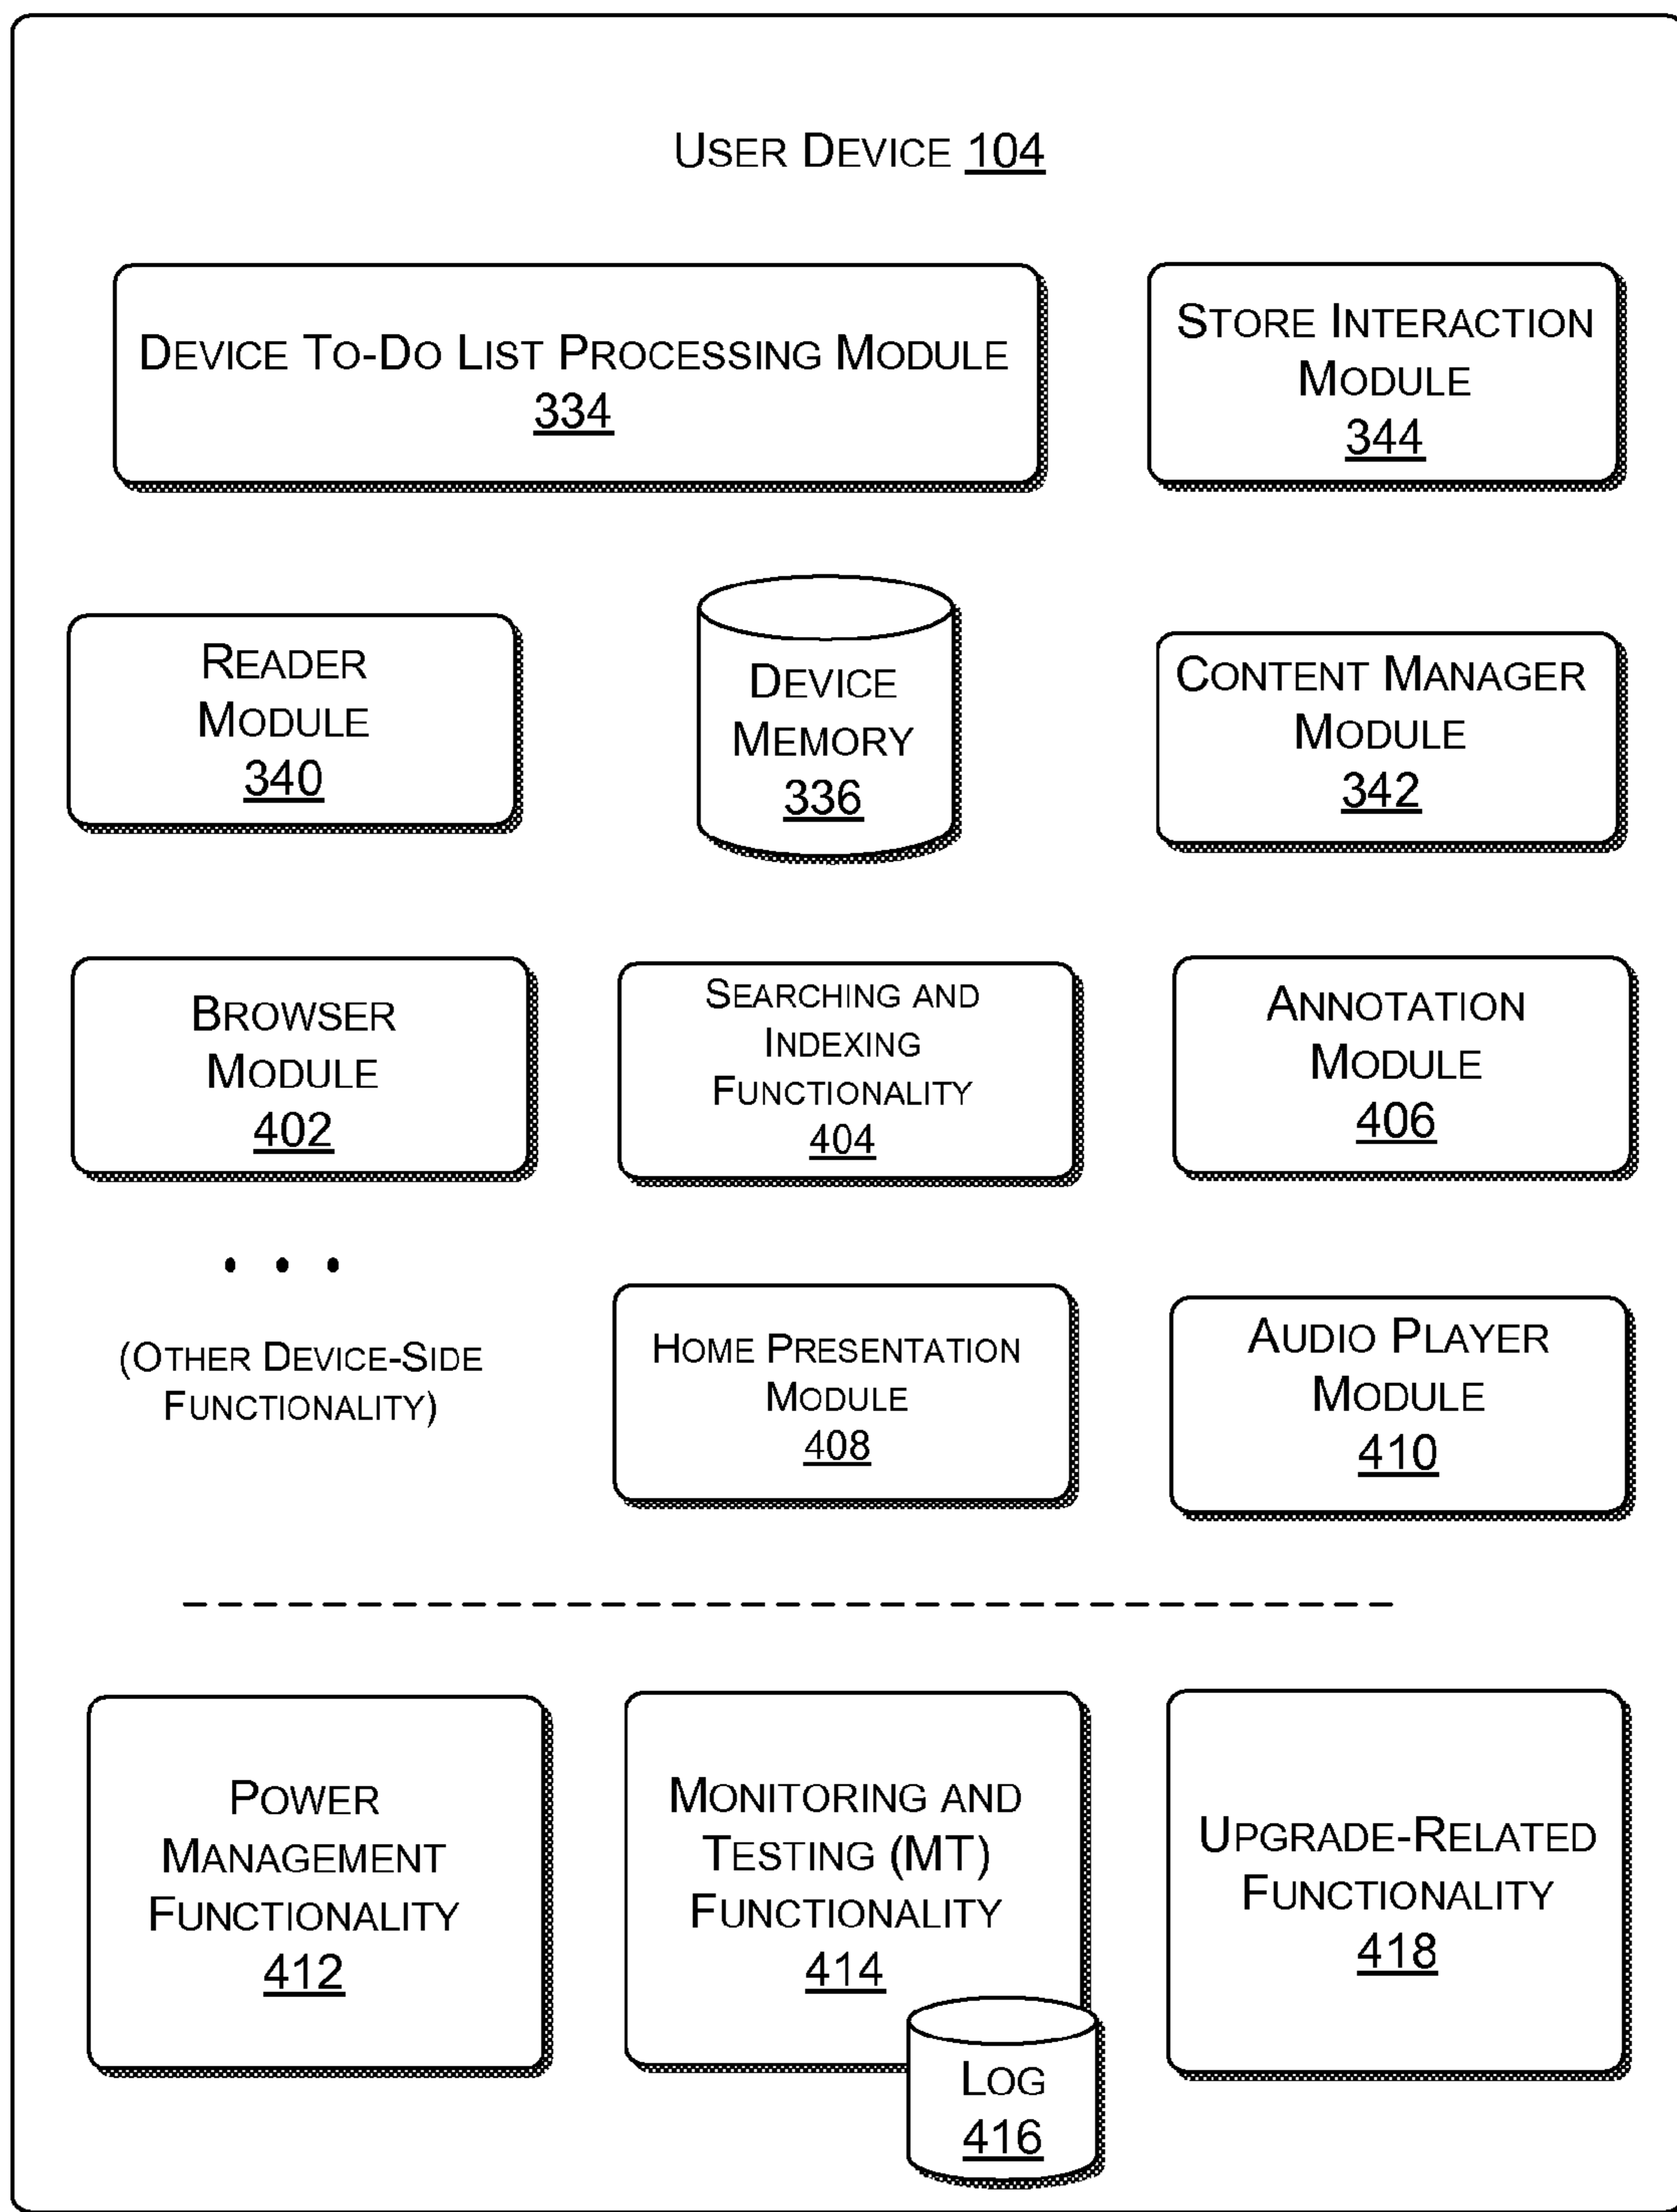 USER DEVICE 104
DEVICE TO-DO LIST PROCESSING MODULE
334
STORE INTERACTION
MODULE
344
READER
MODULE
340
DEVICE
MEMORY
336
CONTENT MANAGER
MODULE
342
BROWSER
MODULE
402
SEARCHING AND
INDEXING
FUNCTIONALITY
404
ANNOTATION
MODULE
406
• • •
(OTHER DEVICE-SIDE
FUNCTIONALITY)
HOME PRESENTATION
MODULE
408
AUDIO PLAYER
MODULE
410
POWER
MANAGEMENT
FUNCTIONALITY
412
MONITORING AND
TESTING (MT)
FUNCTIONALITY
414
LOG
416
UPGRADE-RELATED
FUNCTIONALITY
418